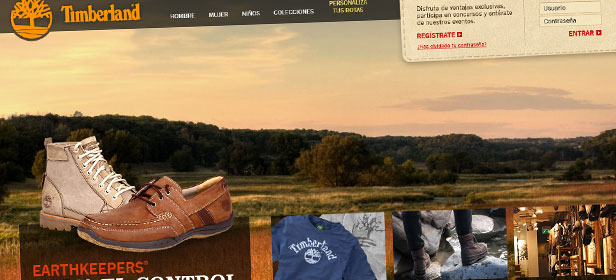 Timberland
HOMBRE MUJER NIÑOS COLECCIONES PERSONALIZA
TUS BOTAS
Disfruta de ventajas exclusivas,
participa en concursos y entérate
de nuestros eventos.
REGÍSTRATE
¿Has olvidado tu contraseña?
Usuario
Contraseña
ENTRAR
EARTHKEEPERS®
CONTROL
Timberland